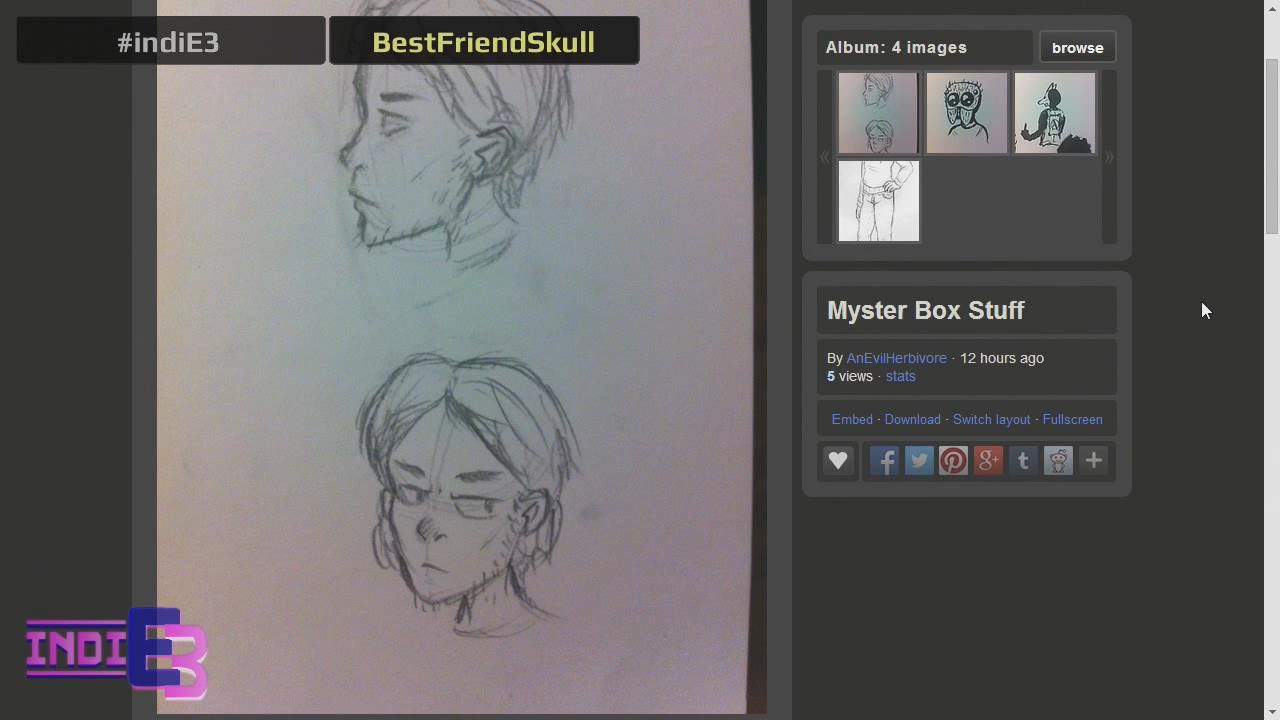 #indiE3
BestFriendSkull
Album: 4 images
browse
Myster Box Stuff
By AnEvilHerbivore · 12 hours ago
5 views · stats
Embed · Download · Switch layout · Fullscreen
INDIE3